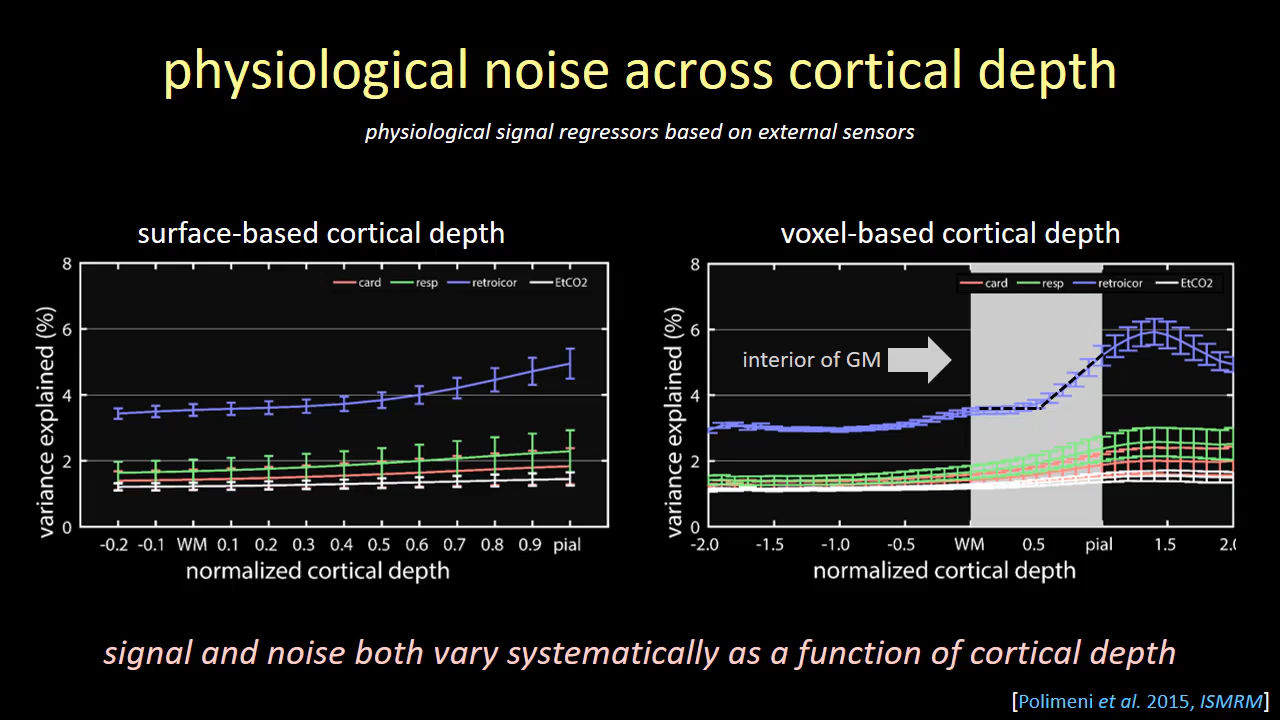 physiological noise across cortical depth
physiological signal regressors based on external sensors
surface-based cortical depth
8
6
4
2
0
variance explained (%)
card resp retroicor EtCO2
-0.2 -0.1 WM 0.1 0.2 0.3 0.4 0.5 0.6 0.7 0.8 0.9 pial
normalized cortical depth
voxel-based cortical depth
8
6
4
2
0
variance explained (%)
card resp retroicor EtCO2
interior of GM
-2.0 -1.5 -1.0 -0.5 WM 0.5 pial 1.5 2.0
normalized cortical depth
signal and noise both vary systematically as a function of cortical depth
[Polimeni et al. 2015, ISMRM]